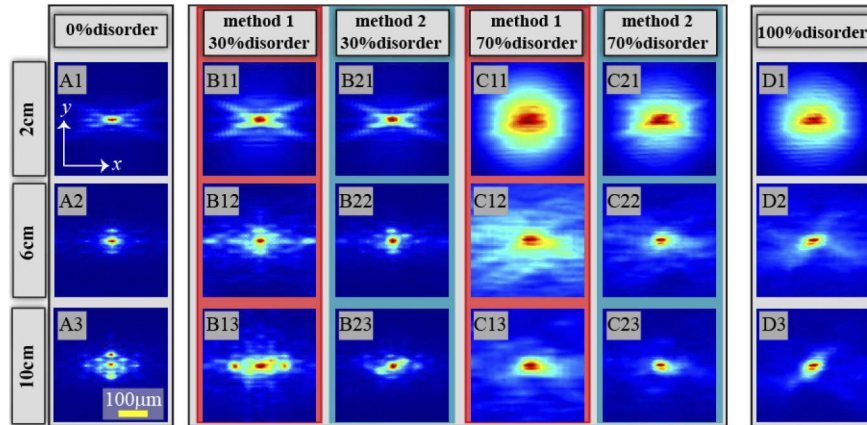 0%disorder
method 1
30%disorder
method 2
30%disorder
method 1
70%disorder
method 2
70%disorder
100%disorder
2cm
A1
y
x
B11
B21
C11
C21
D1
6cm
A2
B12
B22
C12
C22
D2
10cm
A3
100μm
B13
B23
C13
C23
D3